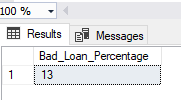 100 %
Results Messages
Bad_Loan_Percentage
1 13